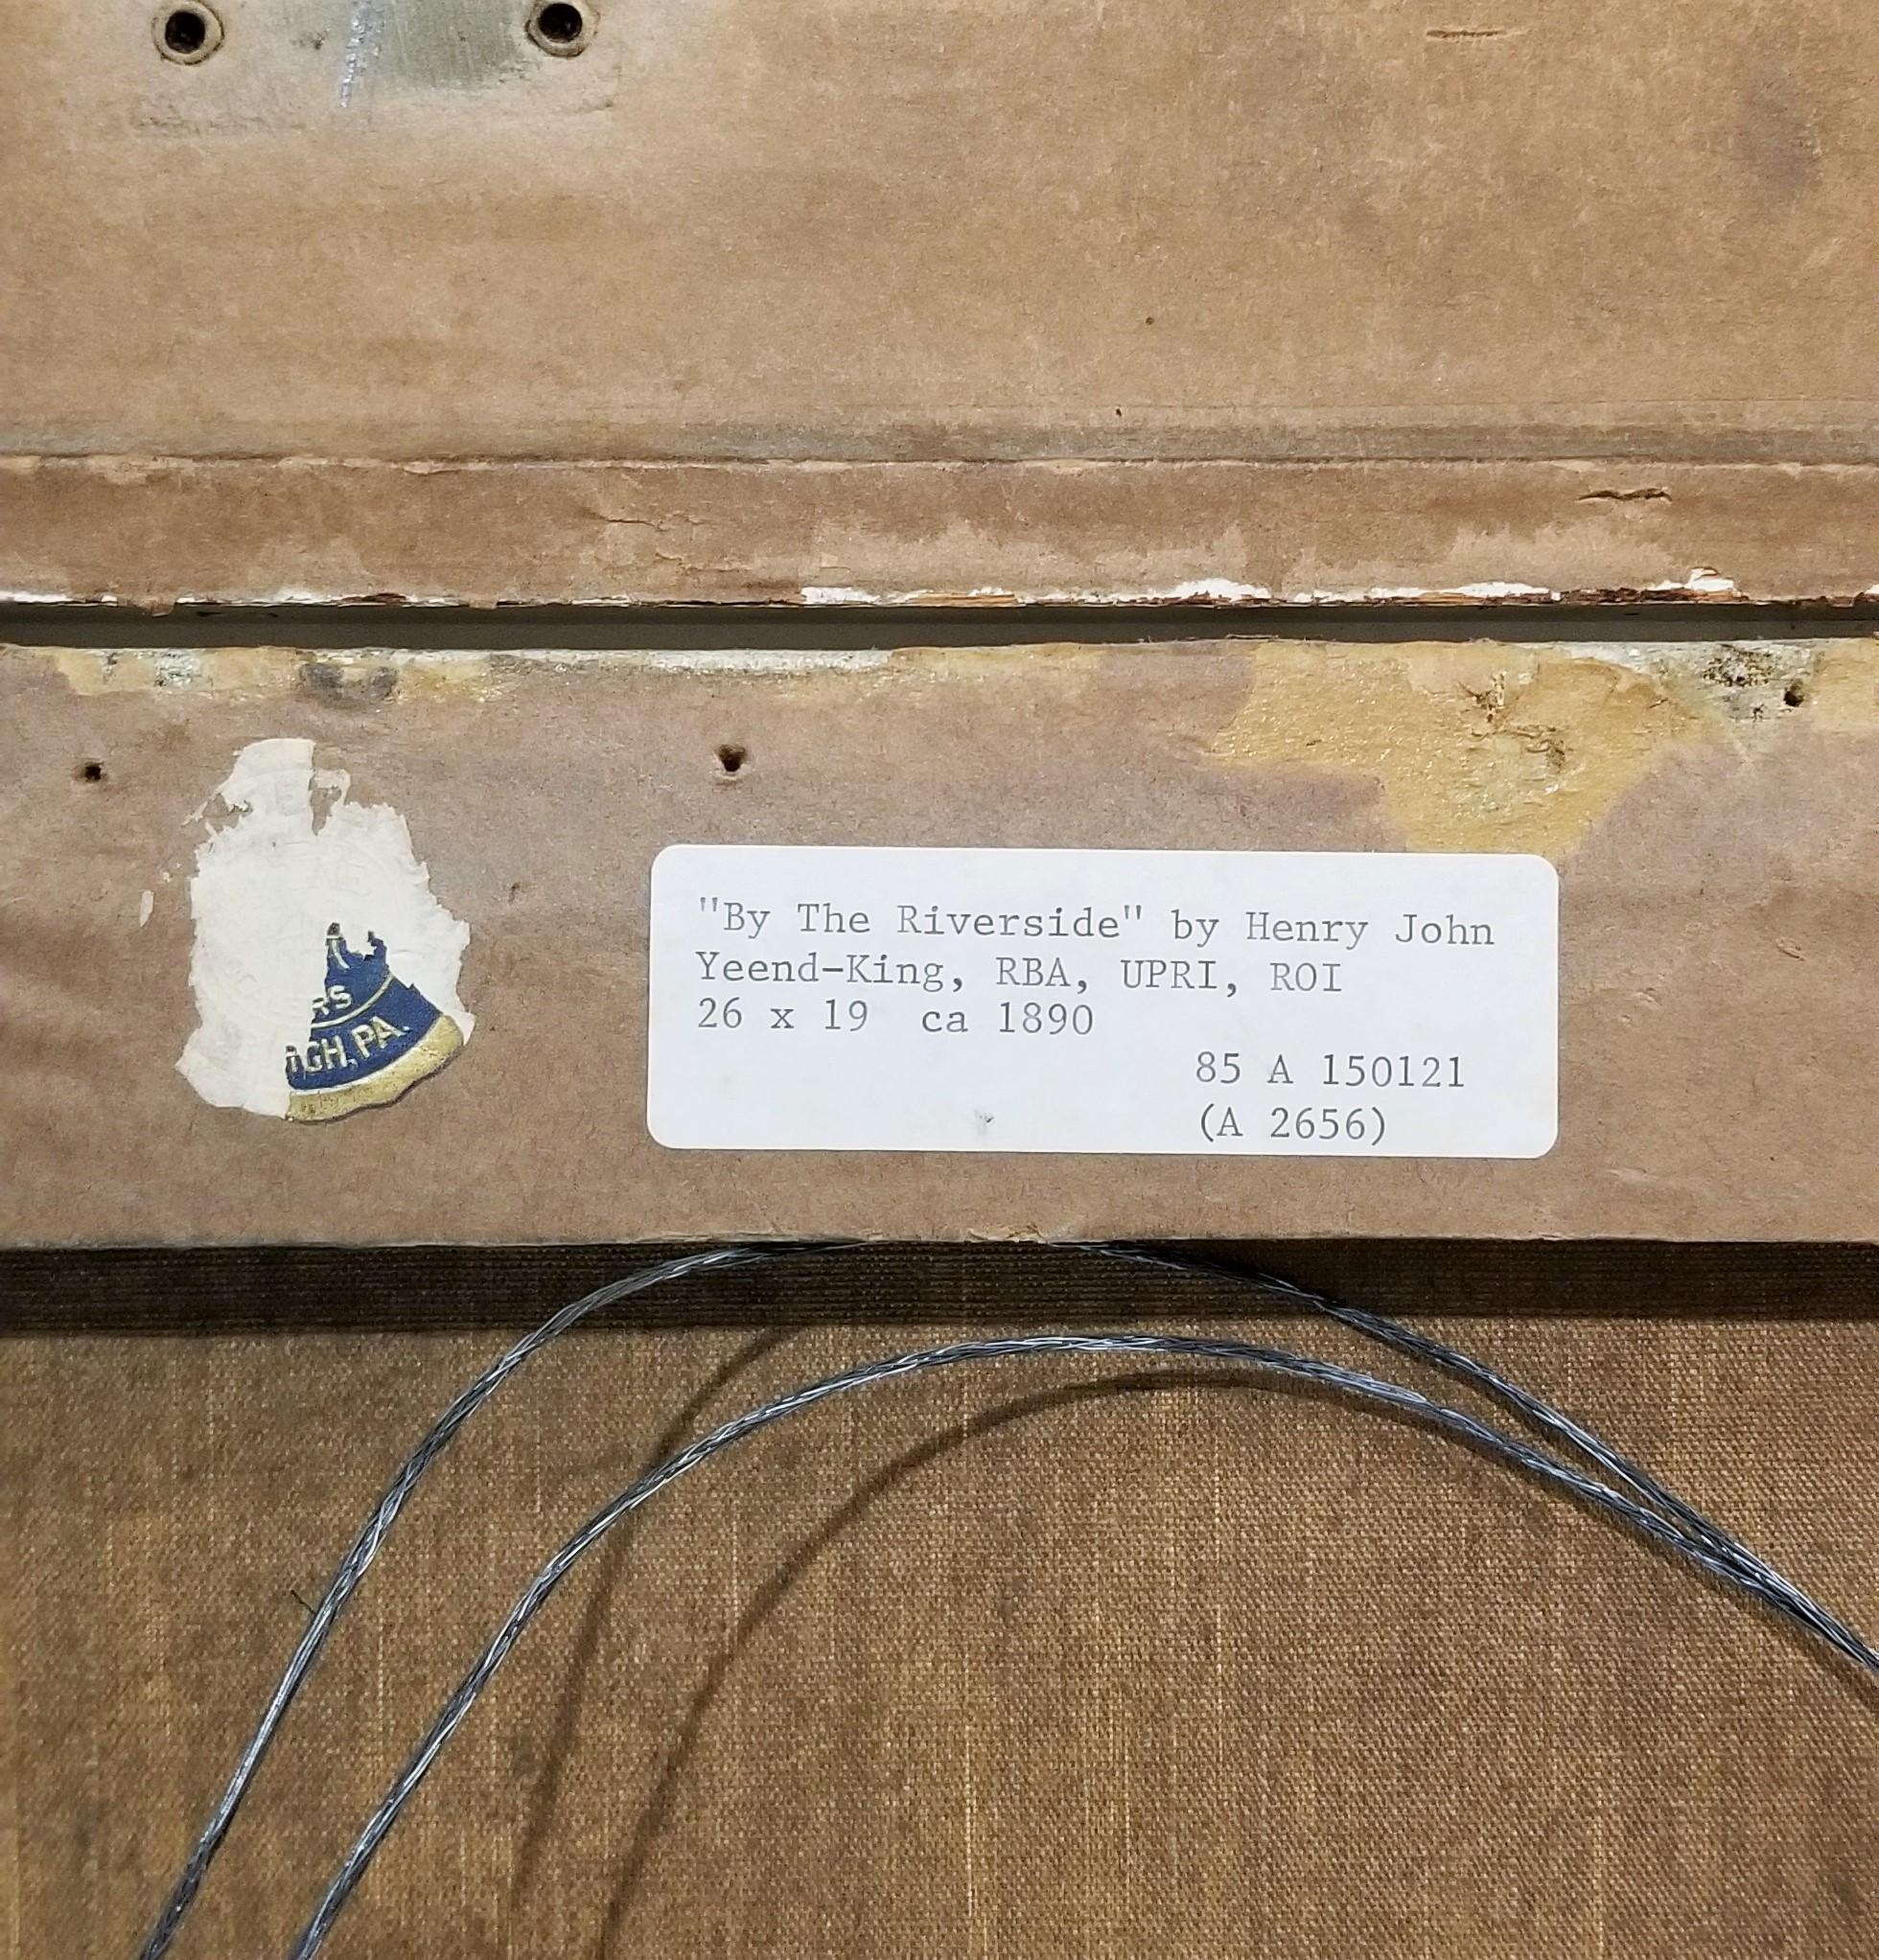 "By The Riverside" by Henry John
Yeend-King, RBA, UPRI, ROI
26 x 19 ca 1890
85 A 150121
(A 2656)
RS
GH, PA.